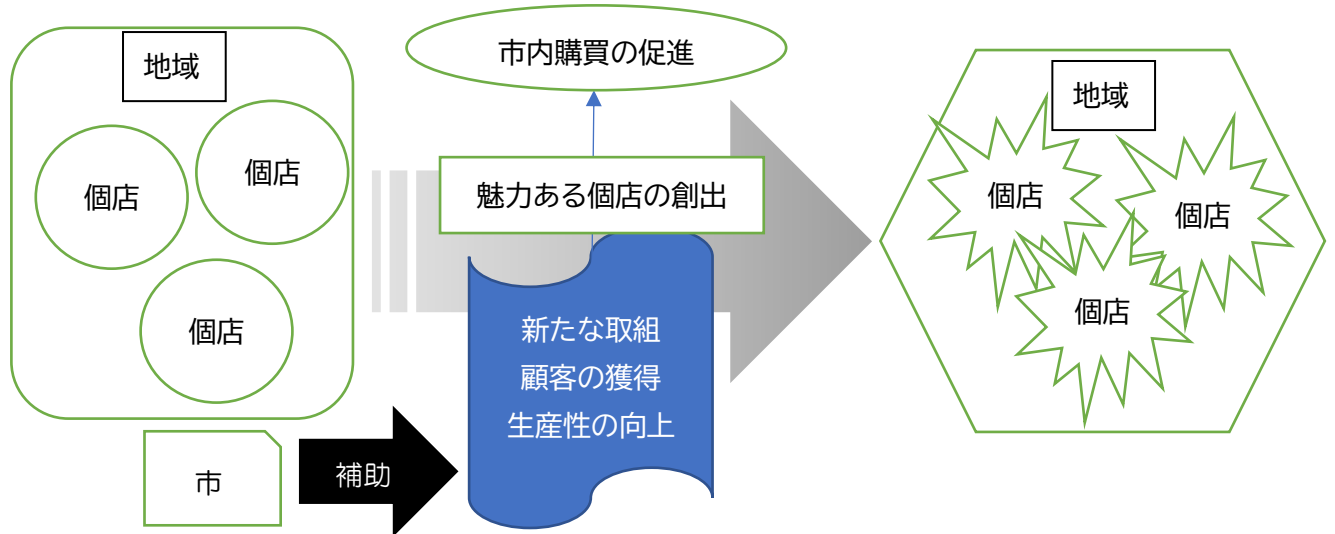 地域
個店
個店
個店
市
補助
市内購買の促進
魅力ある個店の創出
新たな取組
顧客の獲得
生産性の向上
地域
個店
個店
個店